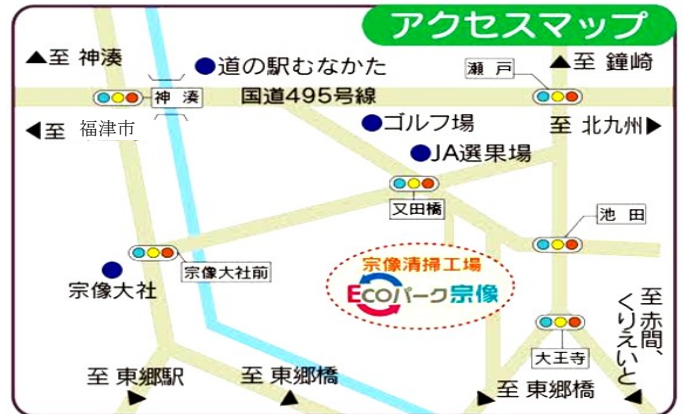 アクセスマップ
▲至 神湊
●道の駅むなかた
瀬 戸
▲至 鐘崎
神 湊
国道495号線
◀至 福津市
●ゴルフ場
至 北九州▶
●JA選果場
又田橋
池 田
宗像大社前
宗像大社
宗像清掃工場
Ecoパーク宗像
至赤間、
くりえいと
大王寺
至 東郷駅
至 東郷橋
至 東郷橋